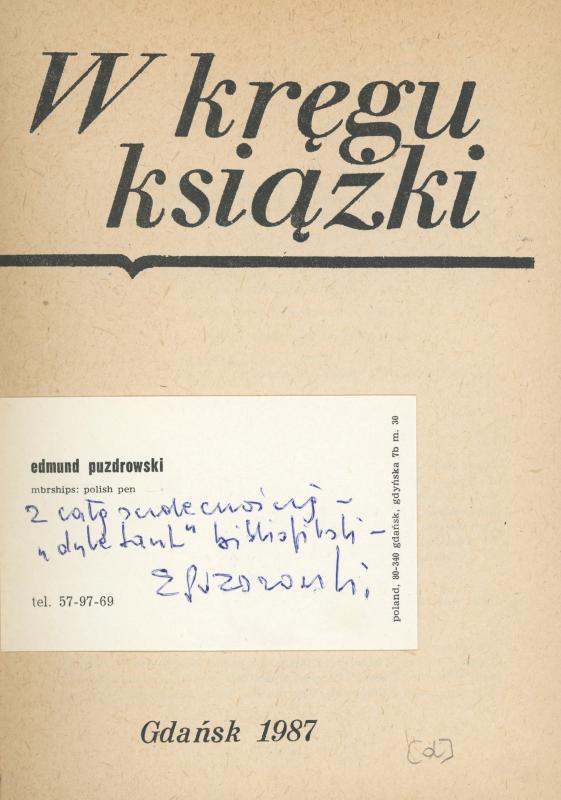 W kręgu
książki
edmund puzdrowski
mbrships: polish pen
z całą serdecznością –
„dyletant” bibliofilski –
EPuzdrowski
tel. 57-97-69
poland, 80-340 gdańsk, gdyńska 7b m. 30
Gdańsk 1987
[d]